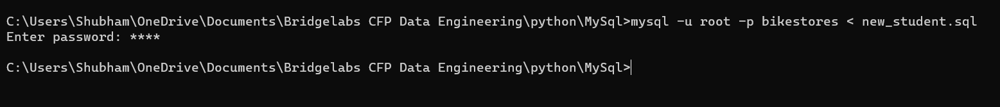 C:\Users\Shubham\OneDrive\Documents\Bridgelabs CFP Data Engineering\python\MySql>mysql -u root -p bikestores < new_student.sql
Enter password: ****
C:\Users\Shubham\OneDrive\Documents\Bridgelabs CFP Data Engineering\python\MySql>